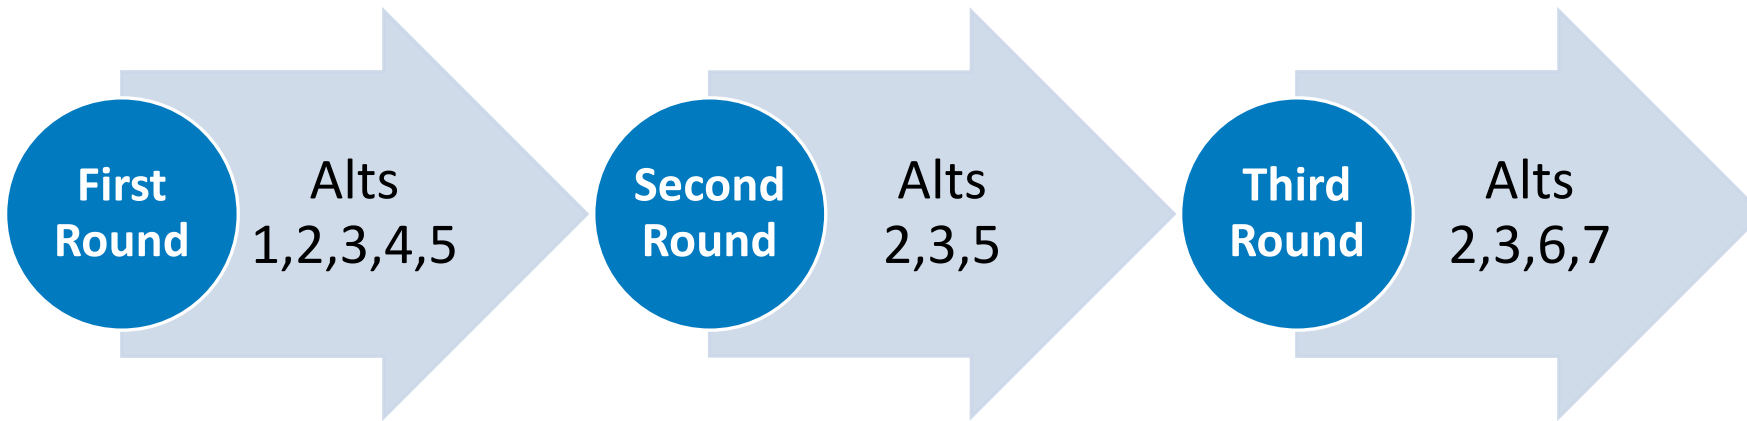 First
Round
Alts
1,2,3,4,5
Second
Round
Alts
2,3,5
Third
Round
Alts
2,3,6,7